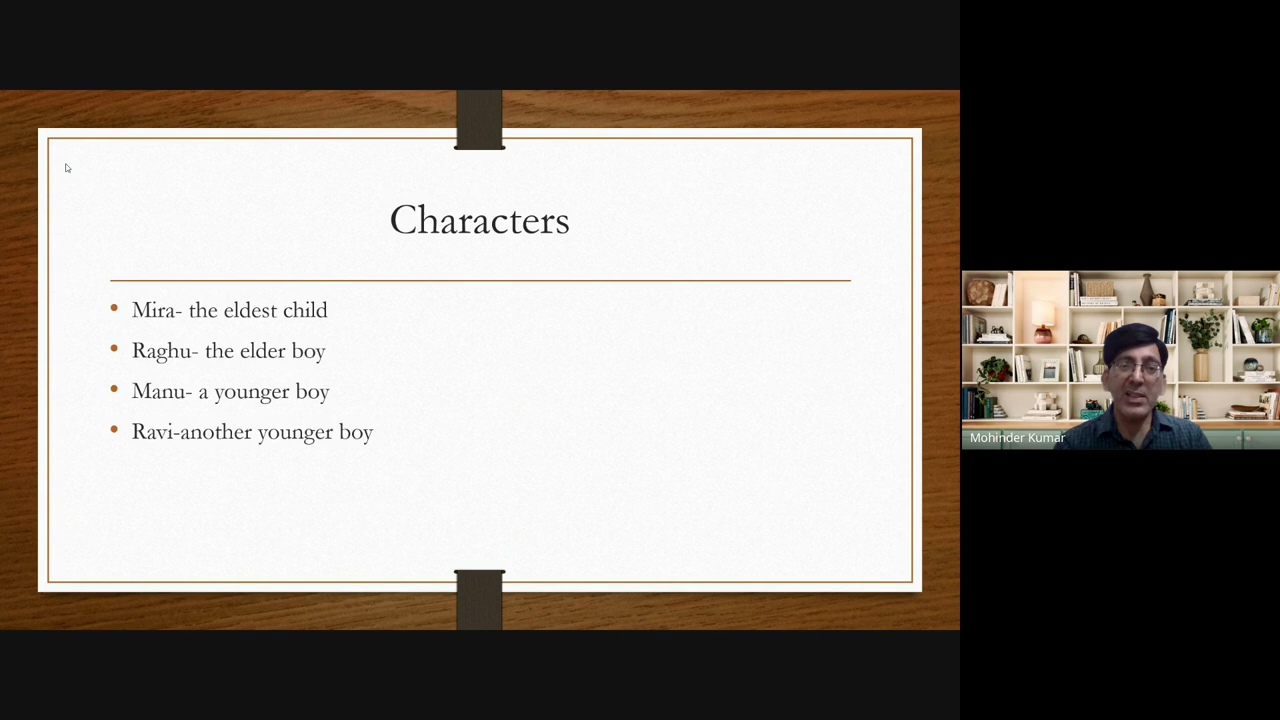 Characters
• Mira- the eldest child
• Raghu- the elder boy
• Manu- a younger boy
• Ravi-another younger boy
Mohinder Kumar